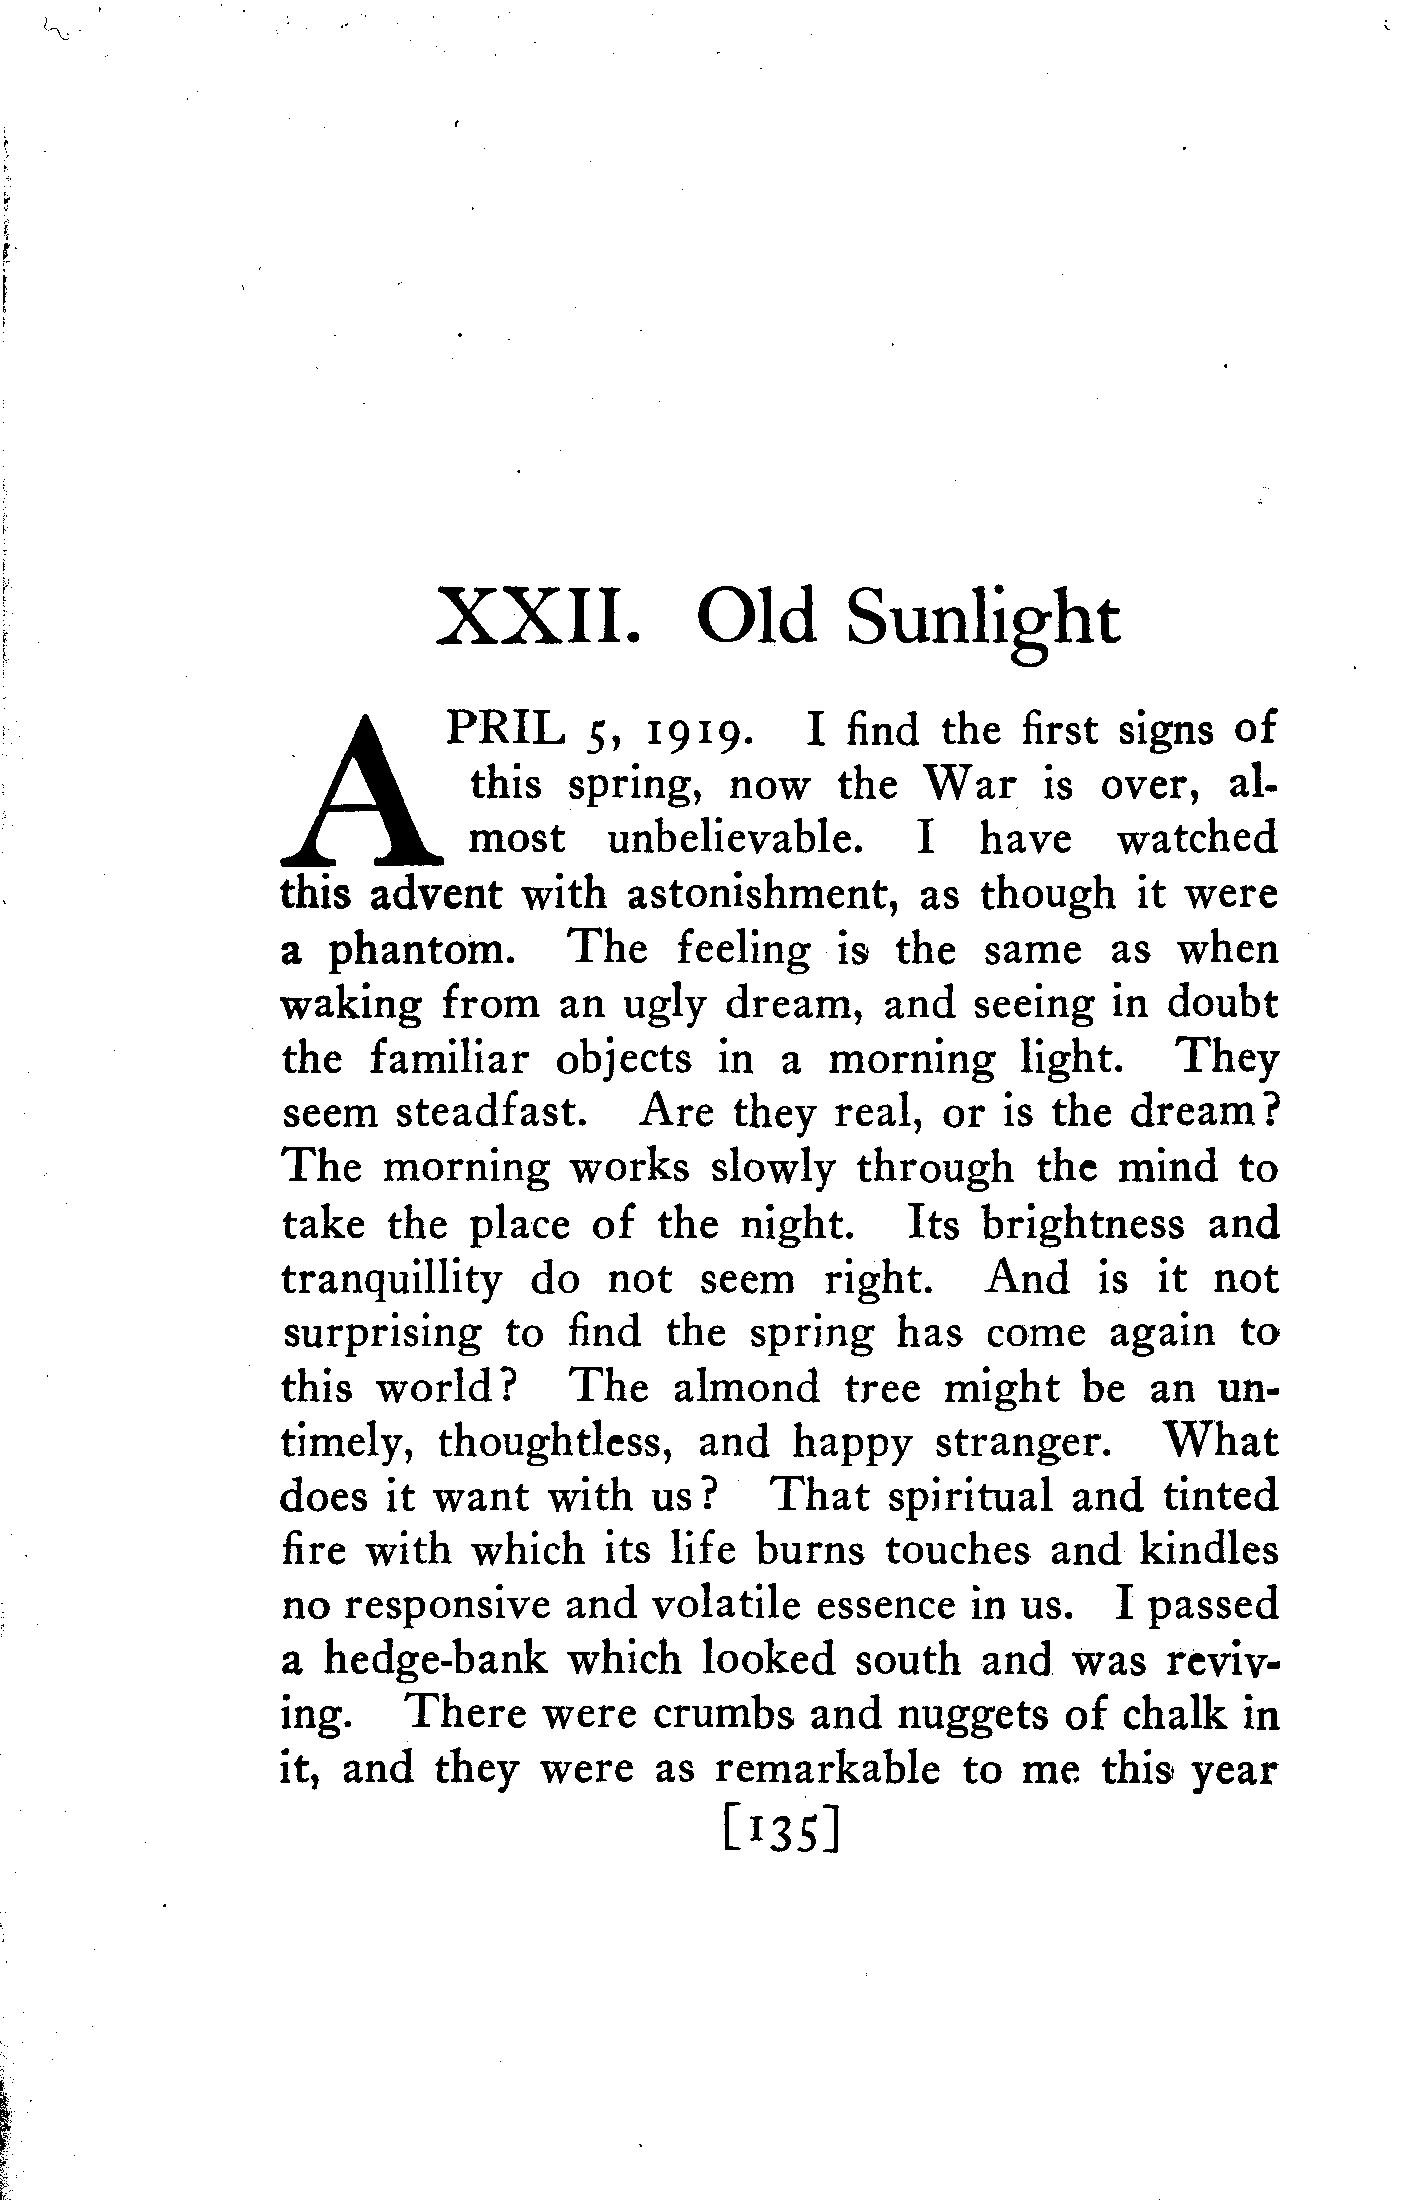 XXII. Old Sunlight
APRIL 5, 1919. I find the first signs of
this spring, now the War is over, al-
most unbelievable. I have watched
this advent with astonishment, as though it were
a phantom. The feeling is the same as when
waking from an ugly dream, and seeing in doubt
the familiar objects in a morning light. They
seem steadfast. Are they real, or is the dream?
The morning works slowly through the mind to
take the place of the night. Its brightness and
tranquillity do not seem right. And is it not
surprising to find the spring has come again to
this world? The almond tree might be an un-
timely, thoughtless, and happy stranger. What
does it want with us? That spiritual and tinted
fire with which its life burns touches and kindles
no responsive and volatile essence in us. I passed
a hedge-bank which looked south and was reviv-
ing. There were crumbs and nuggets of chalk in
it, and they were as remarkable to me this year
[135]